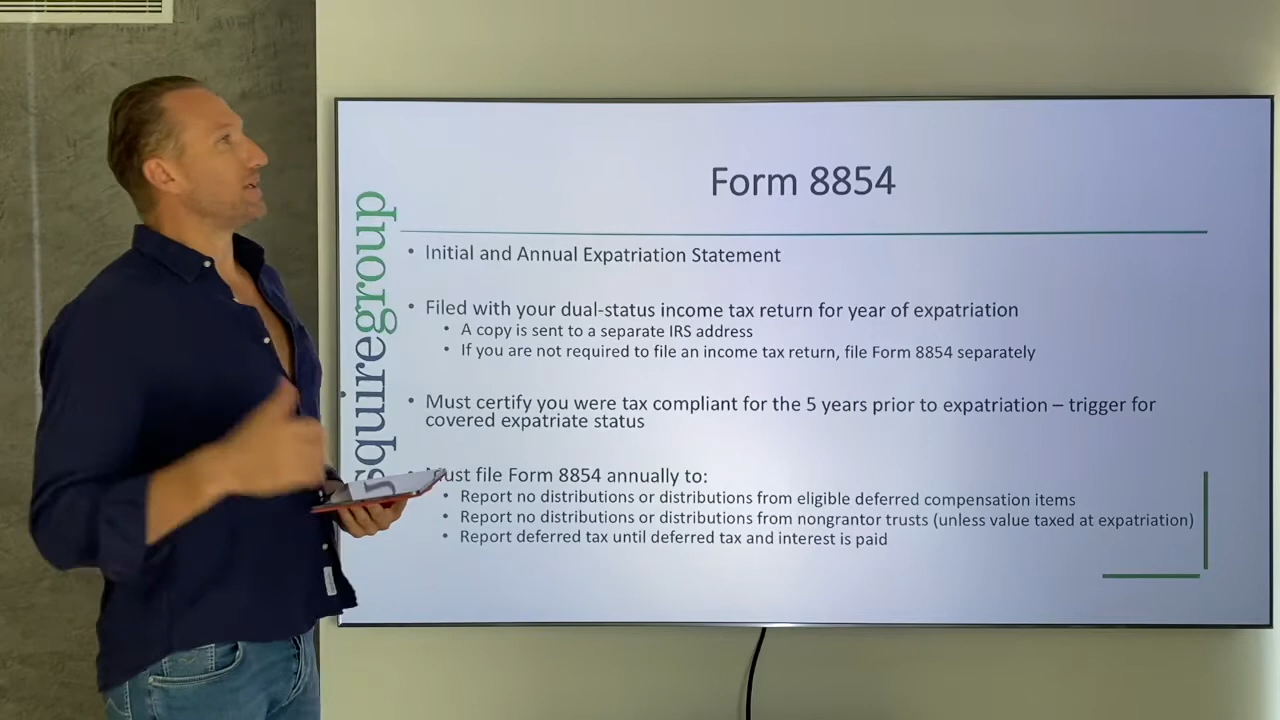 Form 8854
squiregroup
• Initial and Annual Expatriation Statement
• Filed with your dual-status income tax return for year of expatriation
• A copy is sent to a separate IRS address
• If you are not required to file an income tax return, file Form 8854 separately
• Must certify you were tax compliant for the 5 years prior to expatriation – trigger for
covered expatriate status
• Must file Form 8854 annually to:
• Report no distributions or distributions from eligible deferred compensation items
• Report no distributions or distributions from nongrantor trusts (unless value taxed at expatriation)
• Report deferred tax until deferred tax and interest is paid